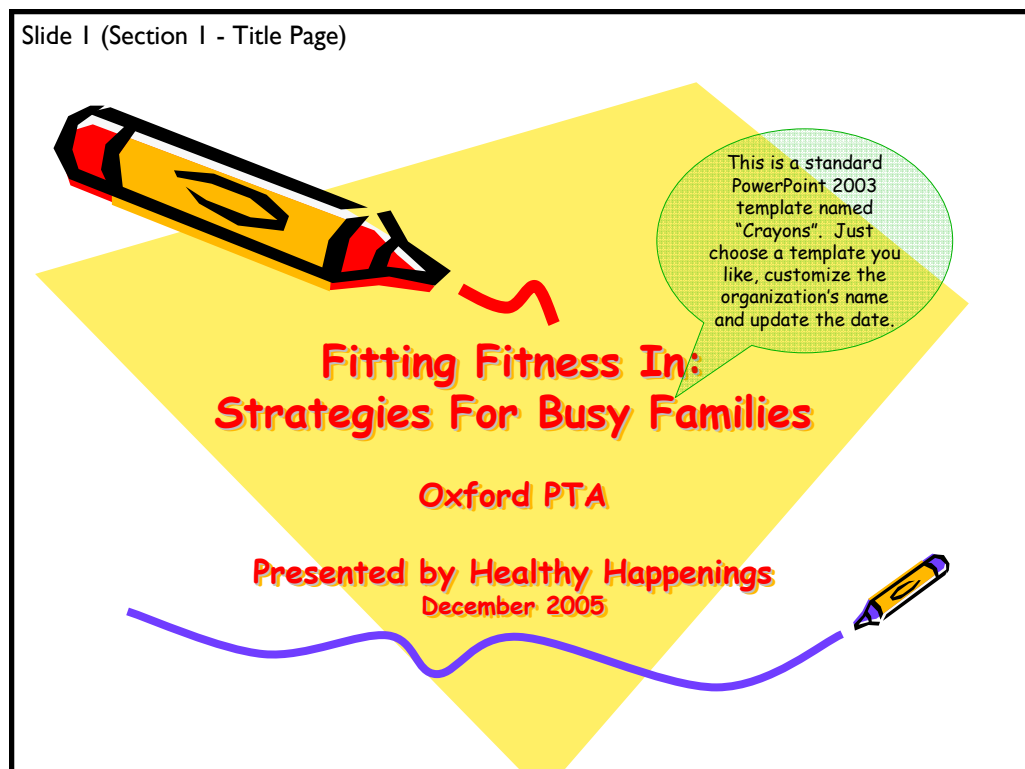 Slide 1 (Section 1 - Title Page)
This is a standard
PowerPoint 2003
template named
“Crayons”.  Just
choose a template you
like, customize the
organization’s name
and update the date.
Fitting Fitness In:
Strategies For Busy Families
Oxford PTA
Presented by Healthy Happenings
December 2005